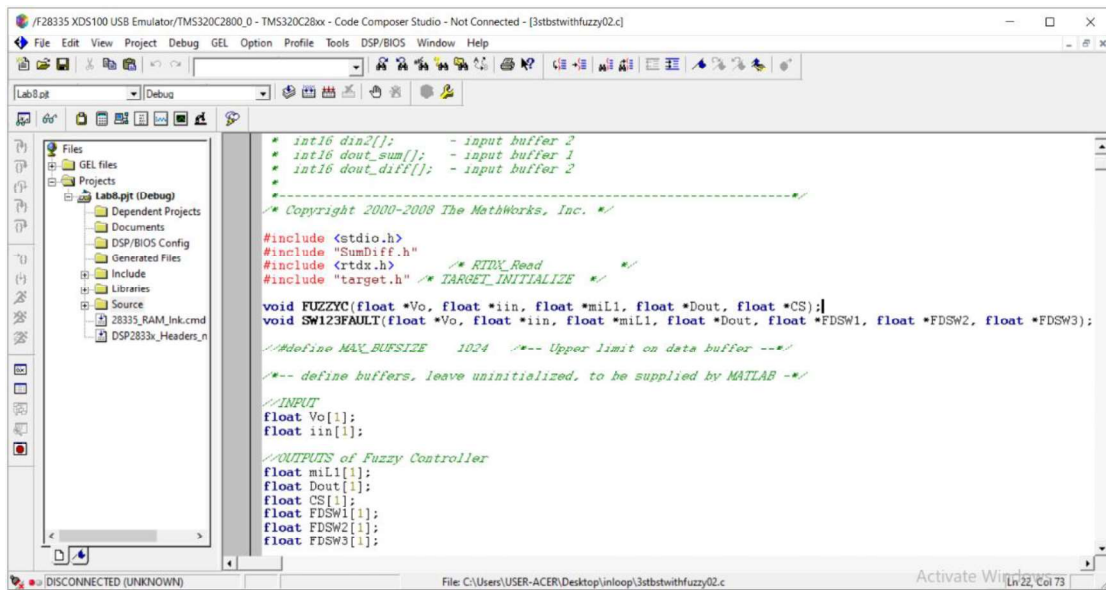 /F28335 XDS100 USB Emulator/TMS320C2800_0 - TMS320C28xx - Code Composer Studio - Not Connected - [3stbstwithfuzzy02.c]
File Edit View Project Debug GEL Option Profile Tools DSP/BIOS Window Help
Lab8.pjt Debug
Files
GEL files
Projects
Lab8.pjt (Debug)
Dependent Projects
Documents
DSP/BIOS Config
Generated Files
Include
Libraries
Source
28335_RAM_lnk.cmd
DSP2833x_Headers_n
* int16 din2[]; - input buffer 2
* int16 dout_sum[]; - input buffer 1
* int16 dout_diff[]; - input buffer 2
*
*-------------------------------------------------------------------*/
/* Copyright 2000-2008 The MathWorks, Inc. */
#include <stdio.h>
#include "SumDiff.h"
#include <rtdx.h> /* RTDX_Read */
#include "target.h" /* TARGET_INITIALIZE */
void FUZZYC(float *Vo, float *iin, float *miL1, float *Dout, float *CS);
void SW123FAULT(float *Vo, float *iin, float *miL1, float *Dout, float *FDSW1, float *FDSW2, float *FDSW3);
//#define MAX_BUFSIZE 1024 /*-- Upper limit on data buffer --*/
/*-- define buffers, leave uninitialized, to be supplied by MATLAB -*/
//INPUT
float Vo[1];
float iin[1];
//OUTPUTS of Fuzzy Controller
float miL1[1];
float Dout[1];
float CS[1];
float FDSW1[1];
float FDSW2[1];
float FDSW3[1];
DISCONNECTED (UNKNOWN) File: C:\Users\USER-ACER\Desktop\inloop\3stbstwithfuzzy02.c Activate Windows Ln 22, Col 73